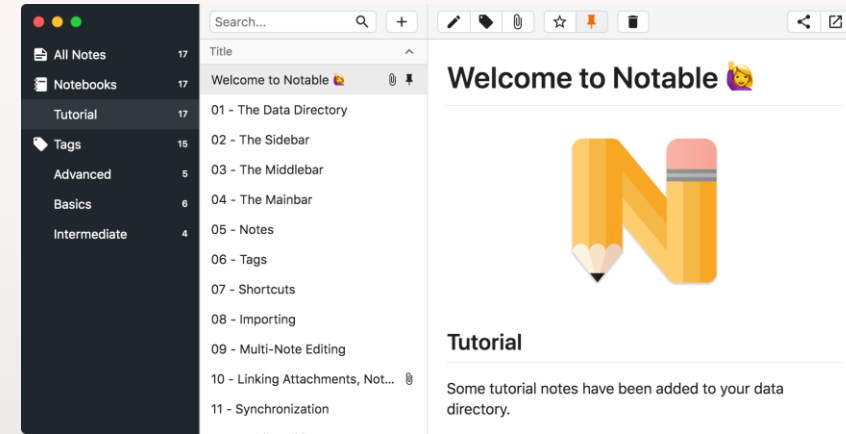 All Notes 17
Notebooks 17
Tutorial 17
Tags 15
Advanced 5
Basics 6
Intermediate 4
Search...
Title
Welcome to Notable 🙋‍♀️
01 - The Data Directory
02 - The Sidebar
03 - The Middlebar
04 - The Mainbar
05 - Notes
06 - Tags
07 - Shortcuts
08 - Importing
09 - Multi-Note Editing
10 - Linking Attachments, Not...
11 - Synchronization
Welcome to Notable 🙋‍♀️
Tutorial
Some tutorial notes have been added to your data
directory.